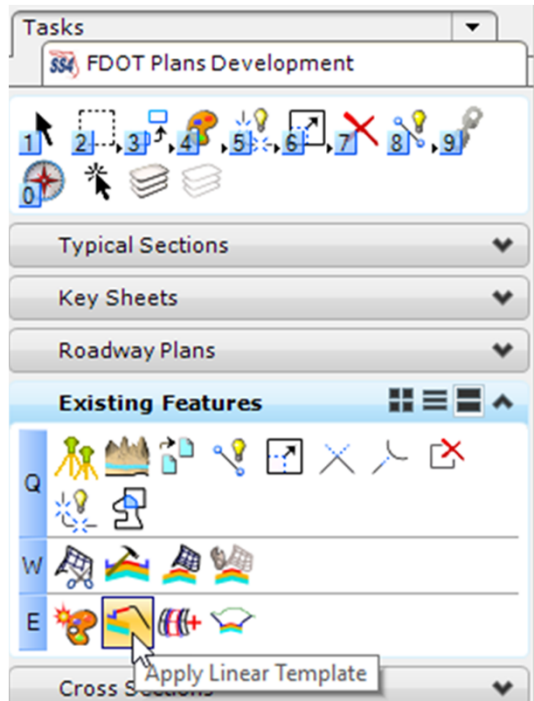 Tasks
SS4 FDOT Plans Development
1 2 3 4 5 6 7 8 9
0
Typical Sections
Key Sheets
Roadway Plans
Existing Features
Q
W
E
Apply Linear Template
Cross Sections